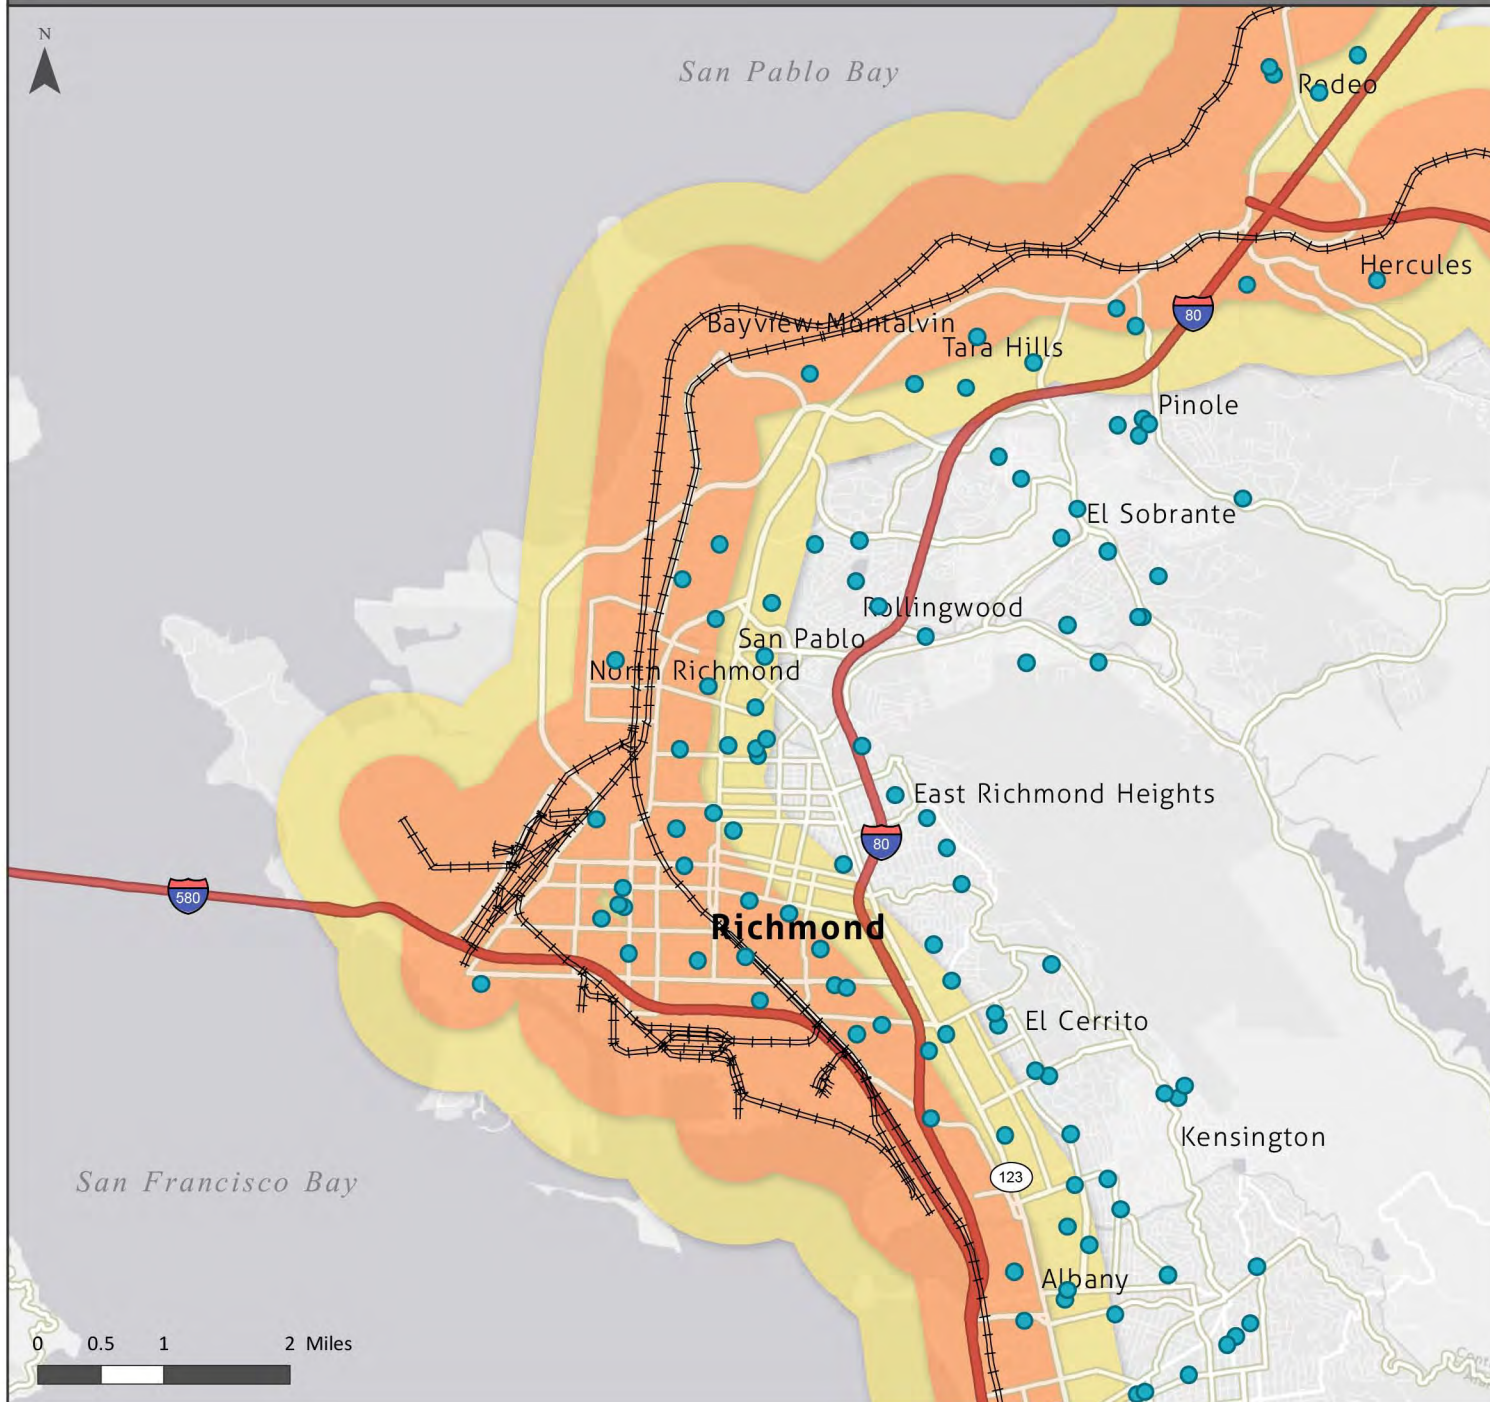 N
San Pablo Bay
Rodeo
Hercules
80
Bayview-Montalvin
Tara Hills
Pinole
El Sobrante
Rollingwood
San Pablo
North Richmond
East Richmond Heights
80
580
Richmond
El Cerrito
Kensington
123
San Francisco Bay
Albany
0 0.5 1 2 Miles